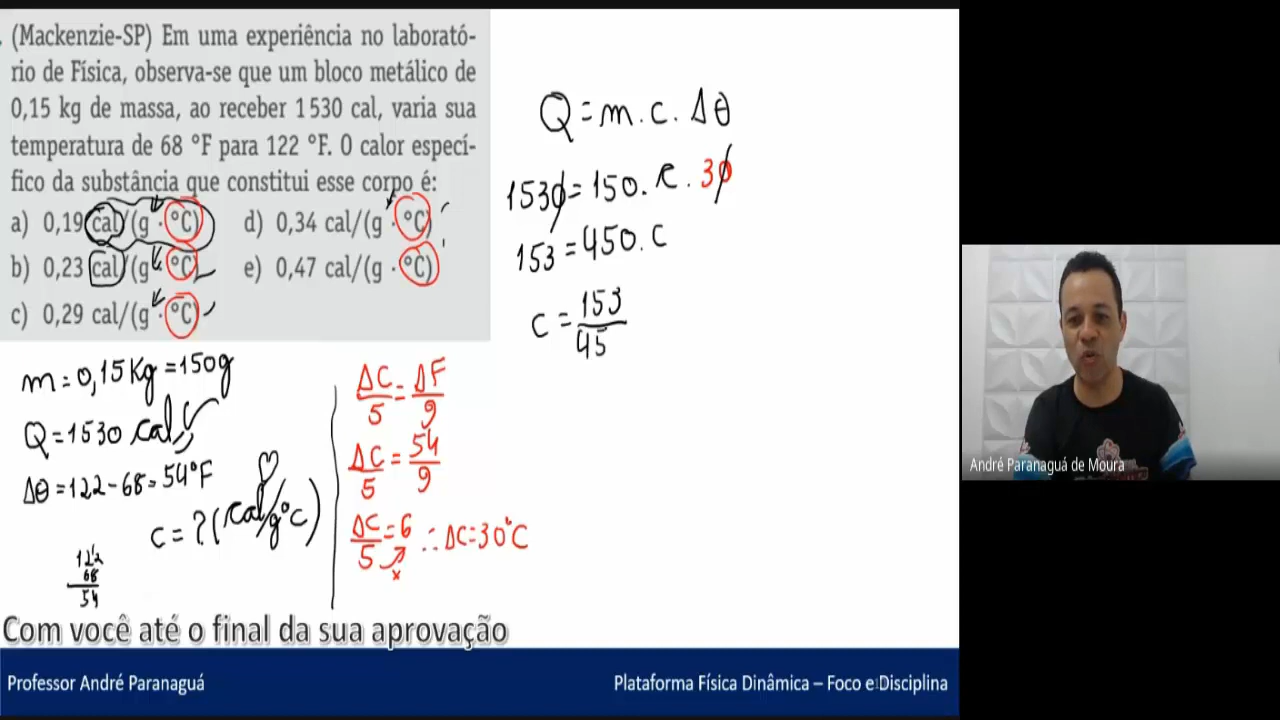 (Mackenzie-SP) Em uma experiência no laborató-
rio de Física, observa-se que um bloco metálico de
0,15 kg de massa, ao receber 1 530 cal, varia sua
temperatura de 68 °F para 122 °F. O calor especí-
fico da substância que constitui esse corpo é:
a) 0,19 cal/(g · °C) d) 0,34 cal/(g · °C)
b) 0,23 cal/(g · °C) e) 0,47 cal/(g · °C)
c) 0,29 cal/(g · °C)
m = 0,15 Kg = 150g
Q = 1530 cal
Δθ = 122 - 68 = 54°F
c = ? (cal/g°C)
122
68
54
ΔC/5 = ΔF/9
ΔC/5 = 54/9
ΔC/5 = 6 ∴ ΔC = 30°C
x
Q = m . c . Δθ
1530 = 150 . c . 30
153 = 450 . c
c = 153/45
André Paranaguá de Moura
Com você até o final da sua aprovação
Professor André Paranaguá
Plataforma Física Dinâmica – Foco e Disciplina